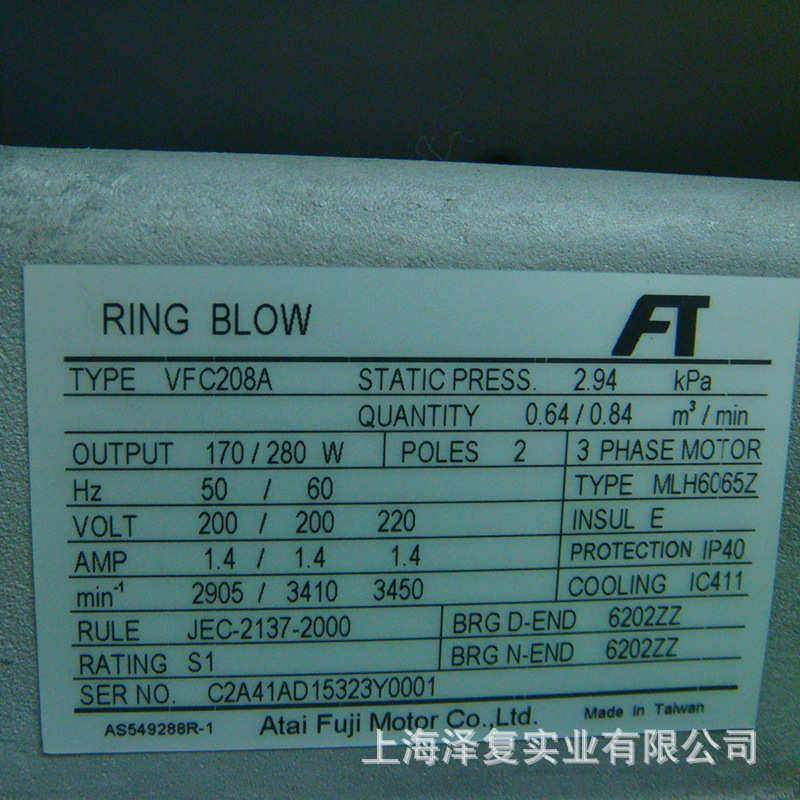 RING BLOW FT
TYPE VFC208A STATIC PRESS. 2.94 kPa
QUANTITY 0.64 / 0.84 m³ / min
OUTPUT 170 / 280 W POLES 2 3 PHASE MOTOR
Hz 50 / 60 TYPE MLH6065Z
VOLT 200 / 200 220 INSUL E
AMP 1.4 / 1.4 1.4 PROTECTION IP40
min⁻¹ 2905 / 3410 3450 COOLING IC411
RULE JEC-2137-2000 BRG D-END 6202ZZ
RATING S1 BRG N-END 6202ZZ
SER NO. C2A41AD15323Y0001
AS549288R-1 Atai Fuji Motor Co.,Ltd. Made In Taiwan
上海泽复实业有限公司